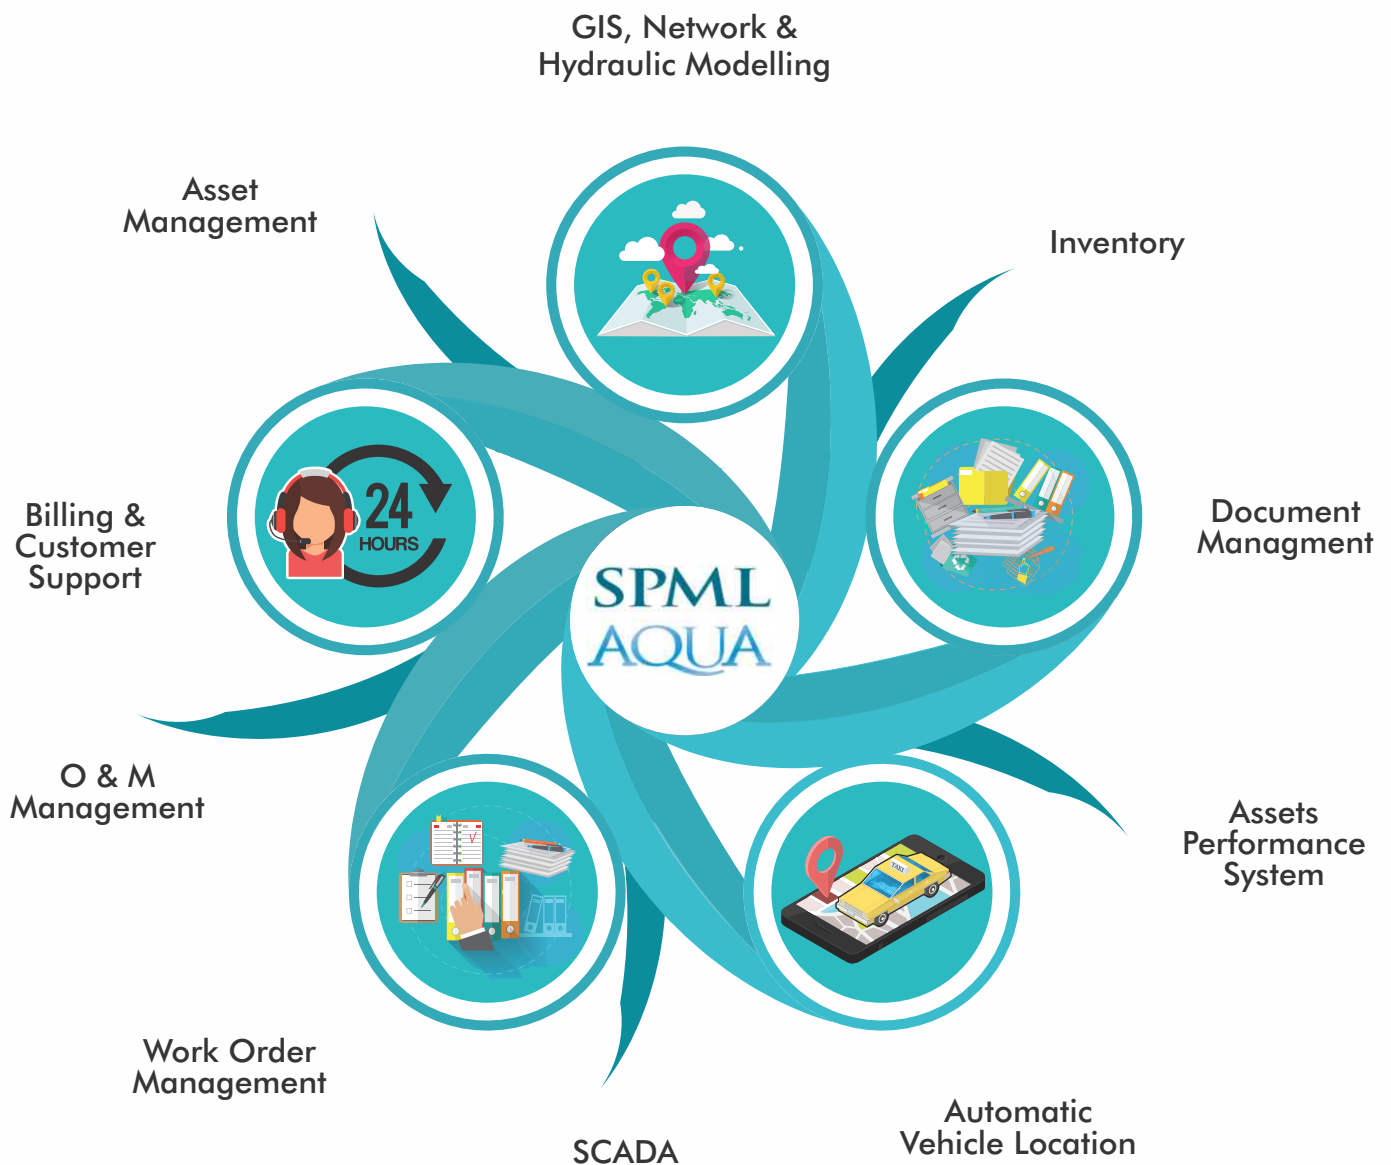 GIS, Network &
Hydraulic Modelling
Asset
Management
Inventory
24
HOURS
Billing &
Customer
Support
Document
Managment
SPML
AQUA
O & M
Management
Assets
Performance
System
TAXI
Work Order
Management
Automatic
Vehicle Location
SCADA